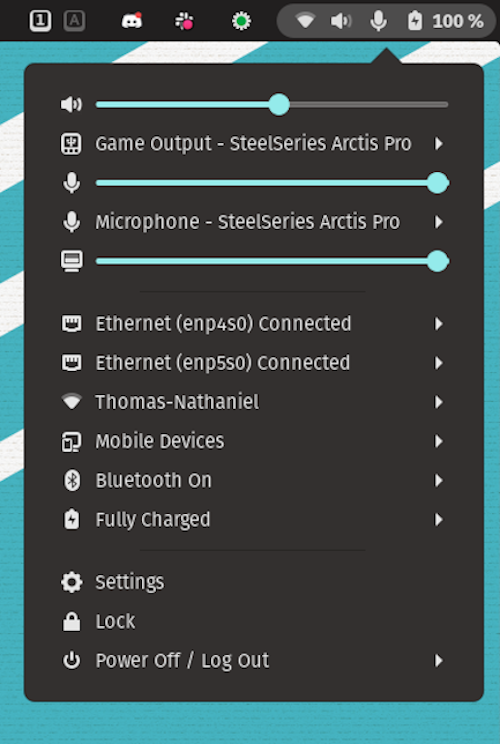 1 A 100 %
Game Output - SteelSeries Arctis Pro
Microphone - SteelSeries Arctis Pro
Ethernet (enp4s0) Connected
Ethernet (enp5s0) Connected
Thomas-Nathaniel
Mobile Devices
Bluetooth On
Fully Charged
Settings
Lock
Power Off / Log Out